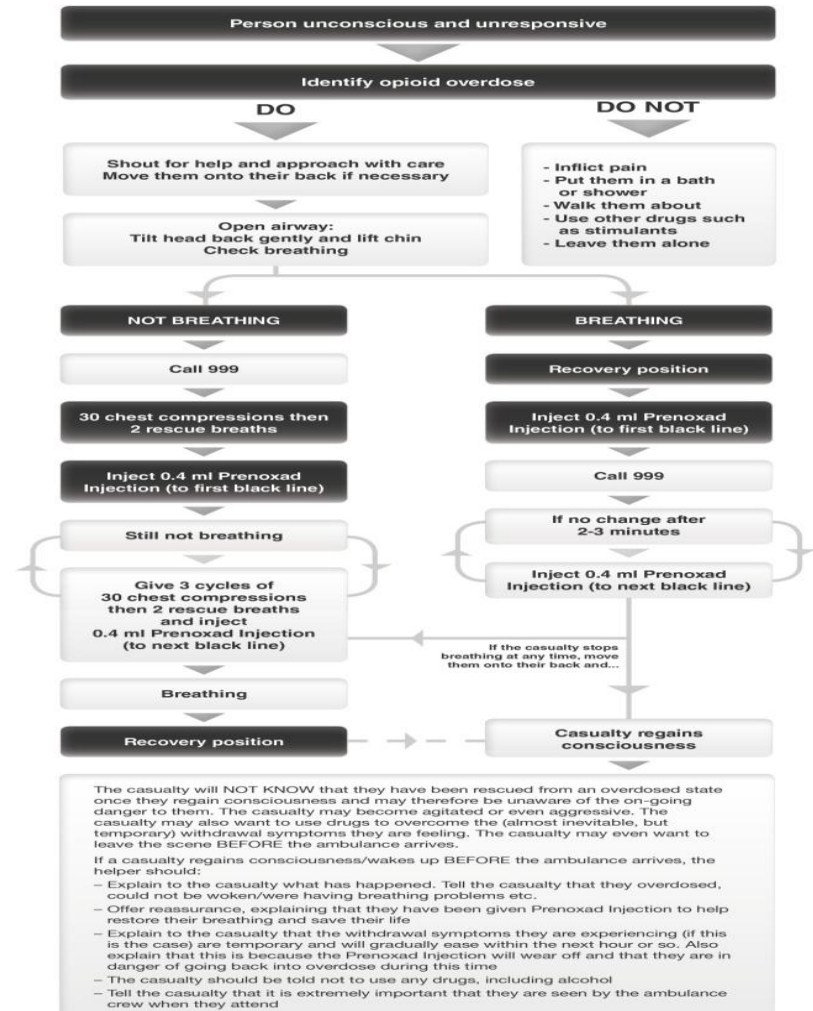 Person unconscious and unresponsive
Identify opioid overdose
DO
Shout for help and approach with care
Move them onto their back if necessary
Open airway:
Tilt head back gently and lift chin
Check breathing
DO NOT
- Inflict pain
- Put them in a bath
or shower
- Walk them about
- Use other drugs such
as stimulants
- Leave them alone
NOT BREATHING
Call 999
30 chest compressions then
2 rescue breaths
Inject 0.4 ml Prenoxad
Injection (to first black line)
Still not breathing
Give 3 cycles of
30 chest compressions
then 2 rescue breaths
and inject
0.4 ml Prenoxad Injection
(to next black line)
Breathing
Recovery position
BREATHING
Recovery position
Inject 0.4 ml Prenoxad
Injection (to first black line)
Call 999
If no change after
2-3 minutes
Inject 0.4 ml Prenoxad
Injection (to next black line)
If the casualty stops
breathing at any time, move
them onto their back and...
Casualty regains
consciousness
The casualty will NOT KNOW that they have been rescued from an overdosed state
once they regain consciousness and may therefore be unaware of the on-going
danger to them. The casualty may become agitated or even aggressive. The
casualty may also want to use drugs to overcome the (almost inevitable, but
temporary) withdrawal symptoms they are feeling. The casualty may even want to
leave the scene BEFORE the ambulance arrives.
If a casualty regains consciousness/wakes up BEFORE the ambulance arrives, the
helper should:
– Explain to the casualty what has happened. Tell the casualty that they overdosed,
could not be woken/were having breathing problems etc.
– Offer reassurance, explaining that they have been given Prenoxad Injection to help
restore their breathing and save their life
– Explain to the casualty that the withdrawal symptoms they are experiencing (if this
is the case) are temporary and will gradually ease within the next hour or so. Also
explain that this is because the Prenoxad Injection will wear off and that they are in
danger of going back into overdose during this time
– The casualty should be told not to use any drugs, including alcohol
– Tell the casualty that it is extremely important that they are seen by the ambulance
crew when they attend